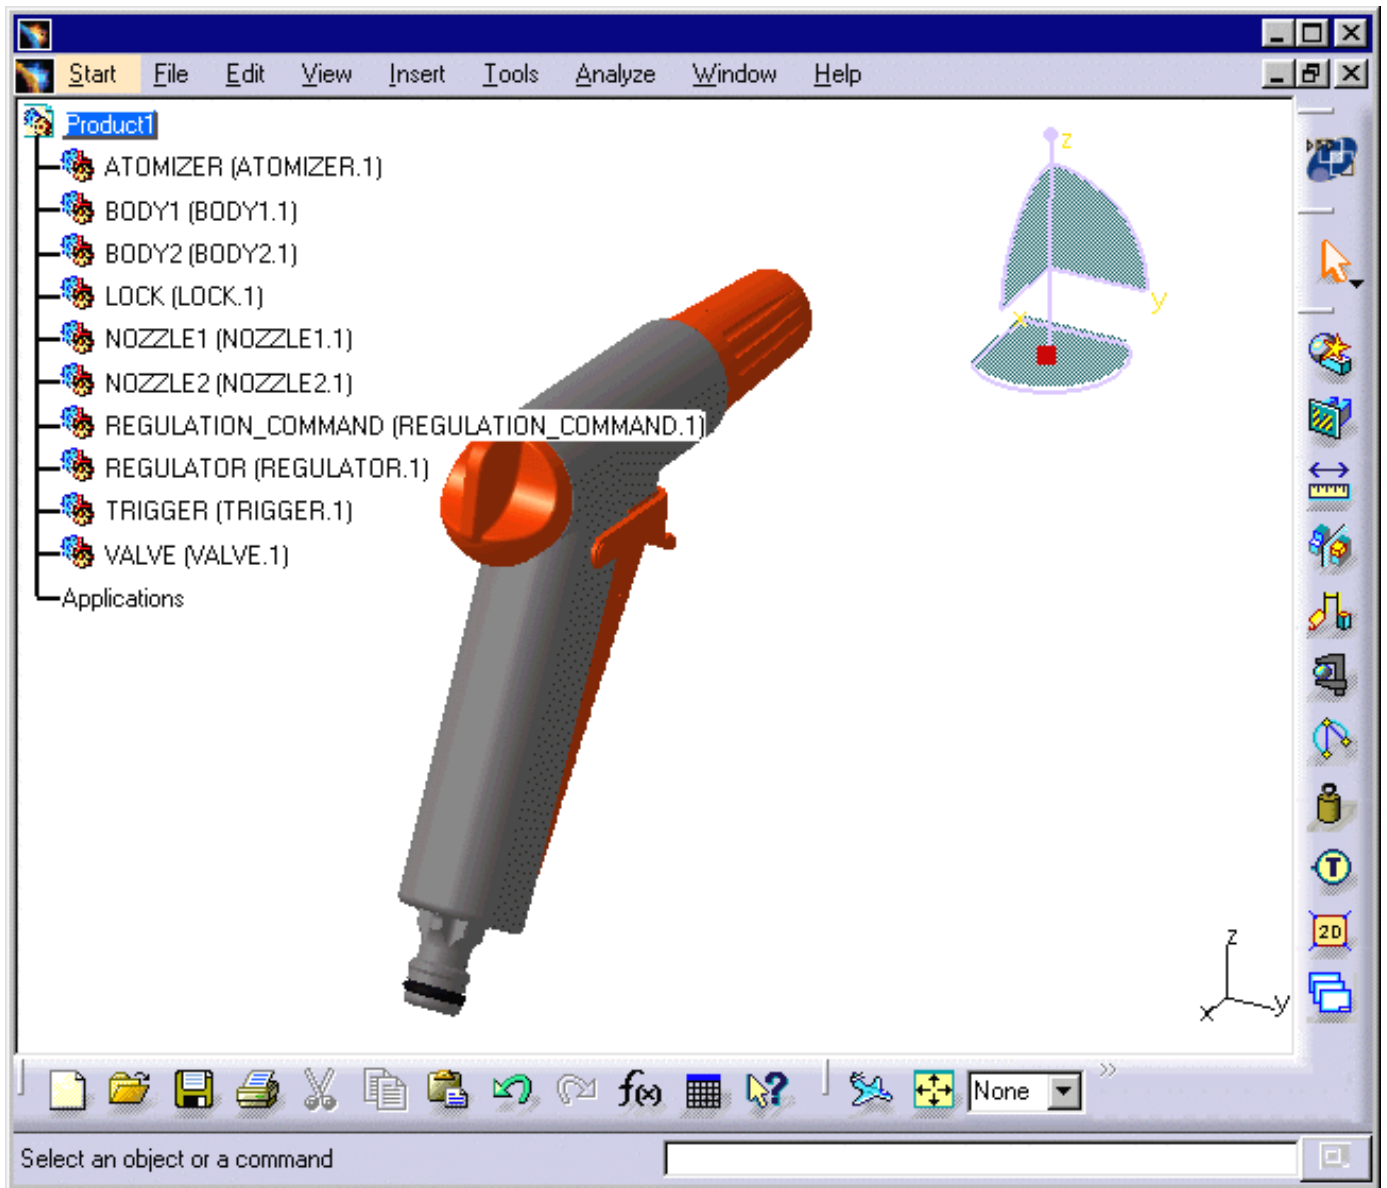 Start File Edit View Insert Tools Analyze Window Help
Product1
z
ATOMIZER (ATOMIZER.1)
BODY1 (BODY1.1)
BODY2 (BODY2.1)
LOCK (LOCK.1)
y
x
NOZZLE1 (NOZZLE1.1)
NOZZLE2 (NOZZLE2.1)
REGULATION_COMMAND (REGULATION_COMMAND.1)
REGULATOR (REGULATOR.1)
TRIGGER (TRIGGER.1)
VALVE (VALVE.1)
Applications
T
2D
z
x y
f(x) ? None
Select an object or a command